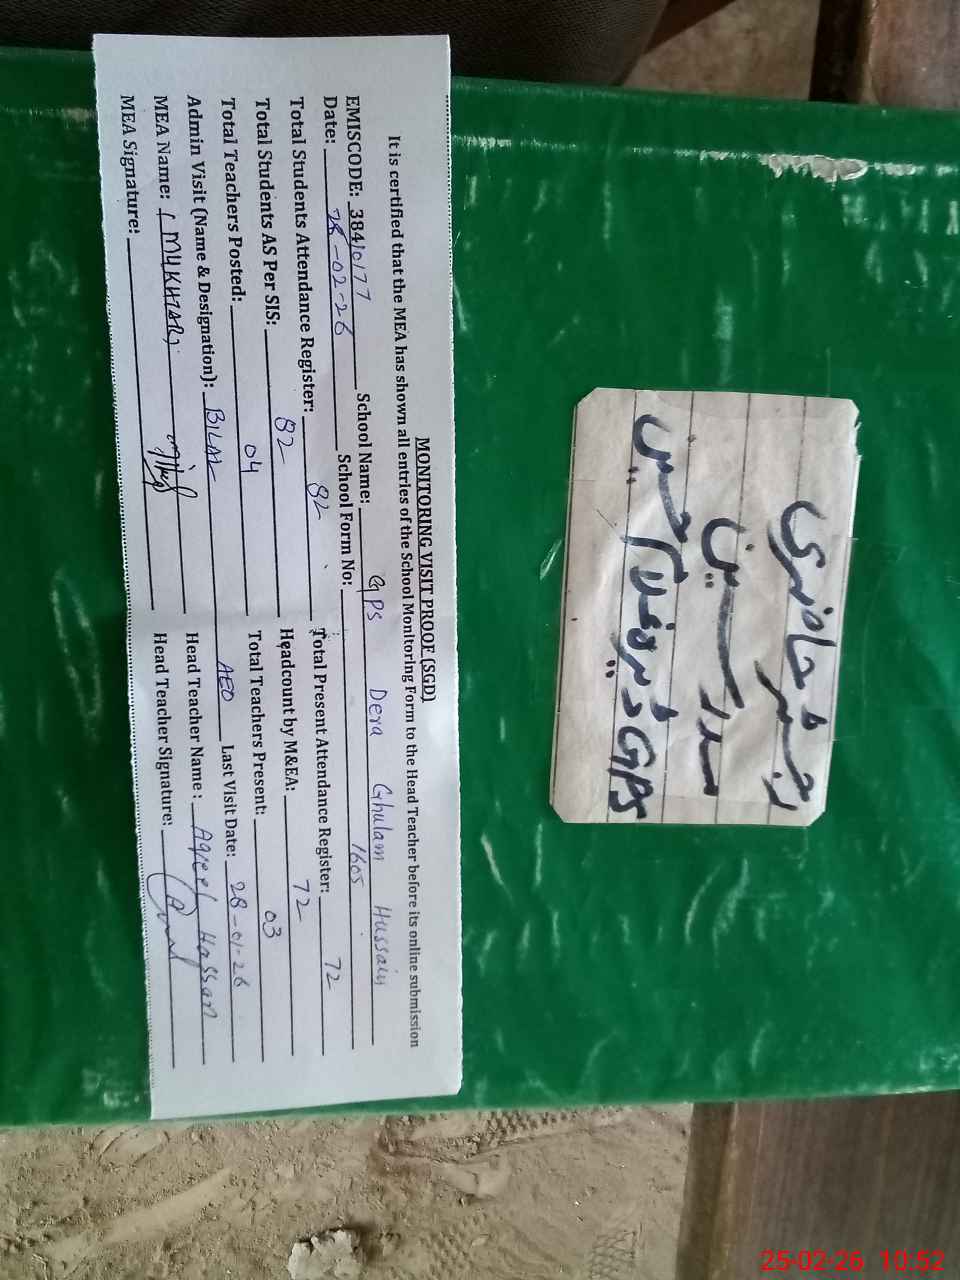 MONITORING VISIT PROOF (SGD)
It is certified that the MEA has shown all entries of the School Monitoring Form to the Head Teacher before its online submission
EMISCODE: 38410177 School Name: GPS Dera Ghulam Hussain
Date: -02-26 School Form No: 1605
Total Students Attendance Register: 82 Total Present Attendance Register: 72
Total Students AS Per SIS: 82 Headcount by M&EA: 72
Total Teachers Posted: 04 Total Teachers Present: 03
Admin Visit (Name & Designation): BILAL AEO Last Visit Date: 28-01-26
MEA Name: MUKHTAR Head Teacher Name: Aqeel Hassan
MEA Signature: Head Teacher Signature:
رجسٹر حاضری
مدرسین
GPS ڈیرہ غلام حسین
25-02-26 10:52